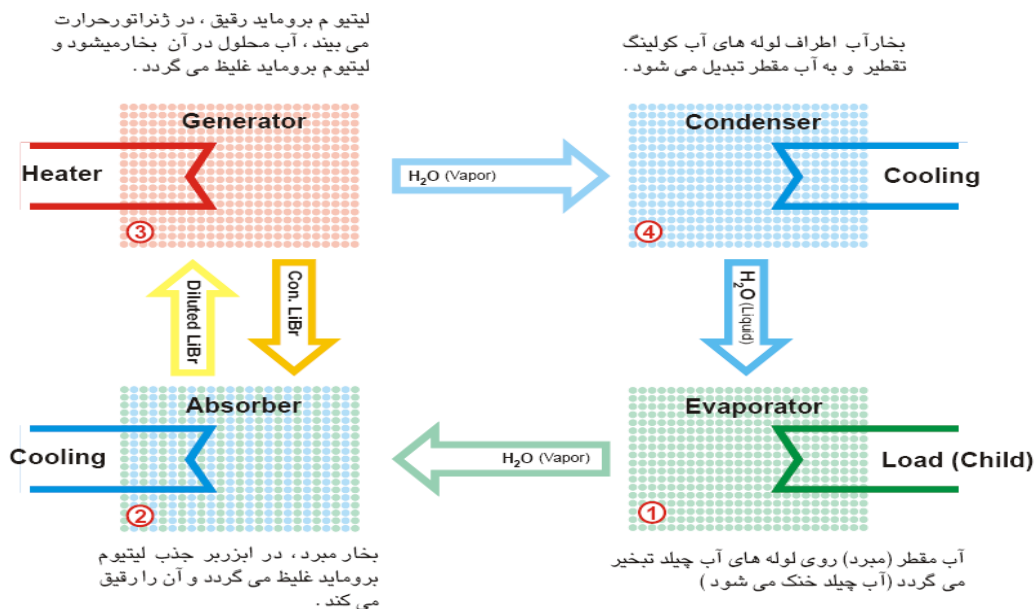 لیتیو م بروماید رقیق ، در ژنراتورحرارت
می بیند ، آب محلول در آن بخارمیشود و
لیتیوم بروماید غلیظ می گردد .
بخارآب اطراف لوله های آب کولینگ
تقطیر و به آب مقطر تبدیل می شود .
Generator
Heater
3
H₂O (Vapor)
Condenser
Cooling
4
Diluted LiBr
Con. LiBr
H₂O (Liquid)
Absorber
Cooling
2
H₂O (Vapor)
Evaporator
Load (Child)
1
بخار مبرد ، در ابزربر جذب لیتیوم
بروماید غلیظ می گردد و آن را رقیق
می کند .
آب مقطر (مبرد) روی لوله های آب چیلد تبخیر
می گردد (آب چیلد خنک می شود )